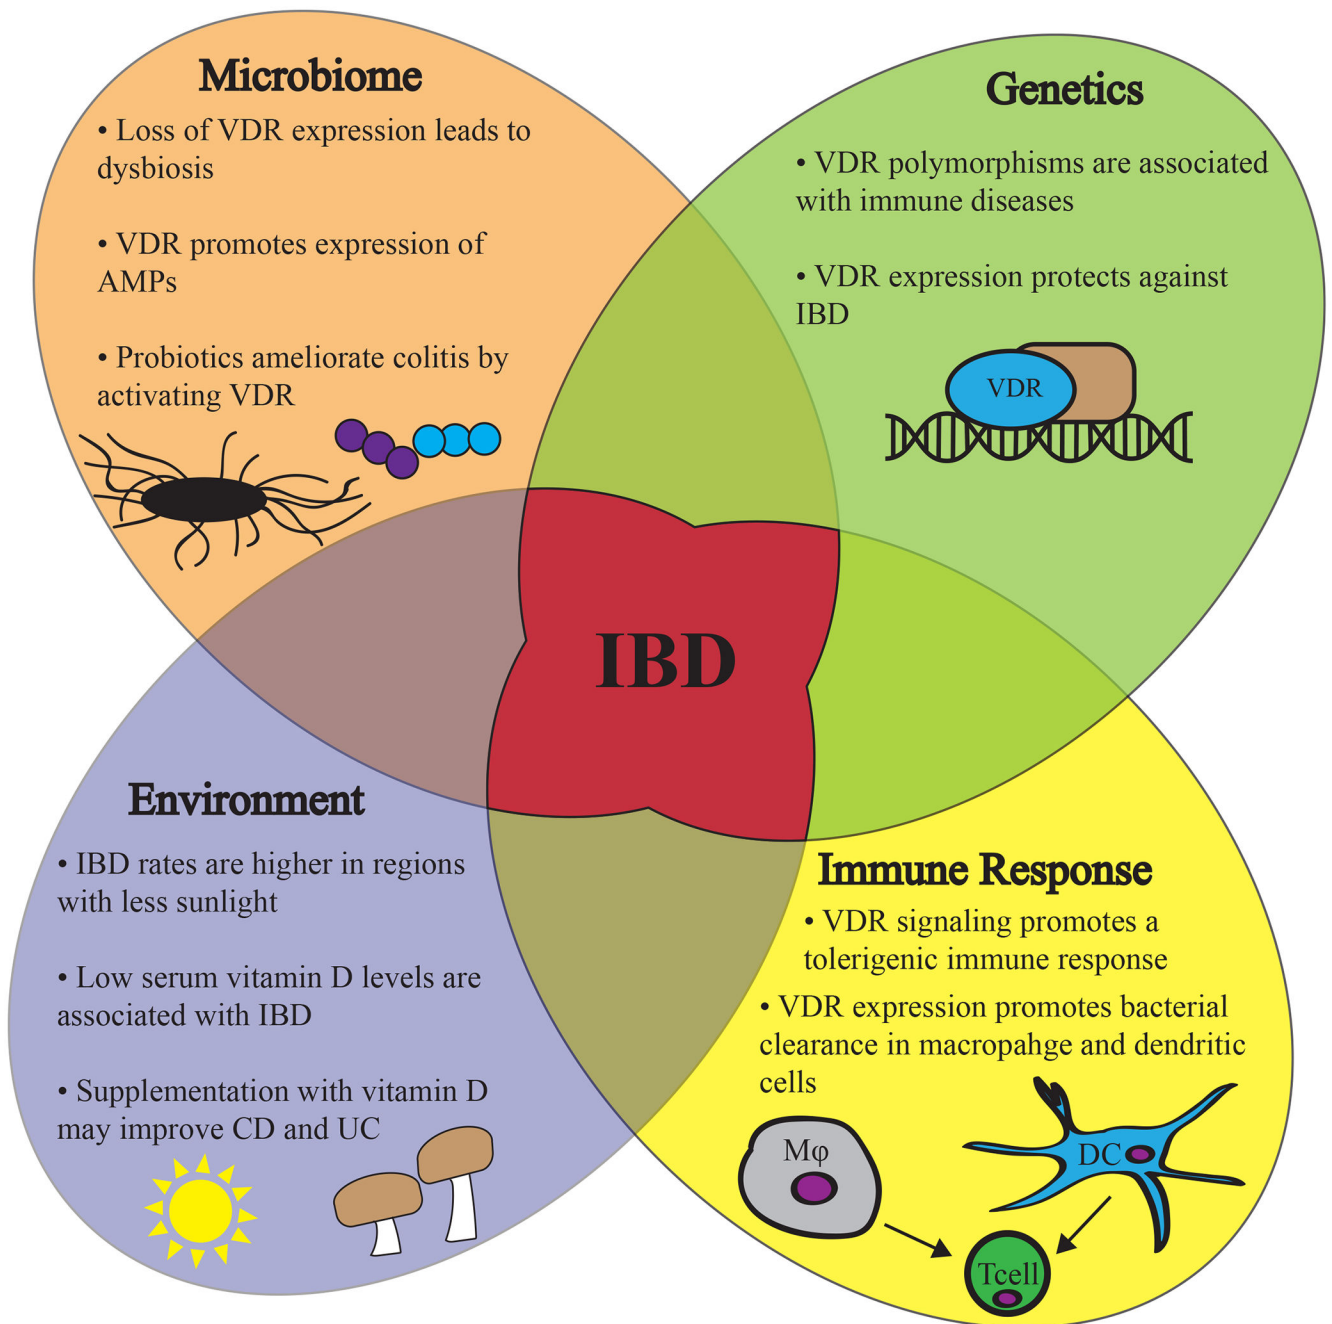 Microbiome
• Loss of VDR expression leads to
dysbiosis
• VDR promotes expression of
AMPs
• Probiotics ameliorate colitis by
activating VDR
Genetics
• VDR polymorphisms are associated
with immune diseases
• VDR expression protects against
IBD
VDR
IBD
Environment
• IBD rates are higher in regions
with less sunlight
• Low serum vitamin D levels are
associated with IBD
• Supplementation with vitamin D
may improve CD and UC
Immune Response
• VDR signaling promotes a
tolerigenic immune response
• VDR expression promotes bacterial
clearance in macropahge and dendritic
cells
Mφ
DC
Tcell